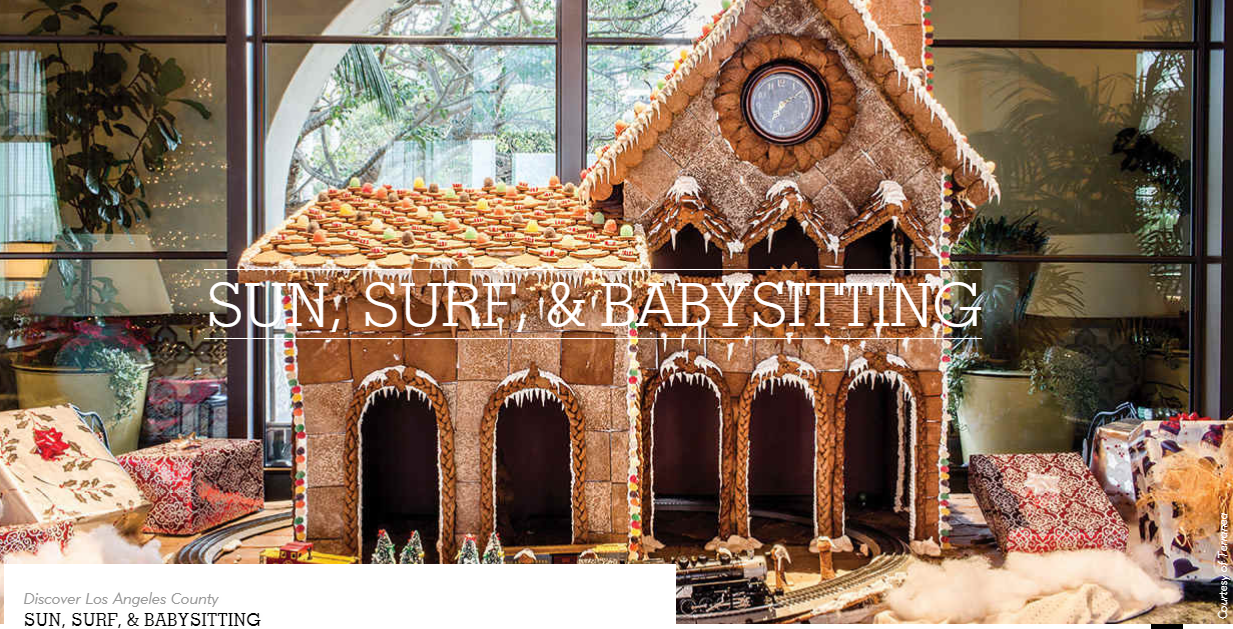 SUN, SURF, & BABYSITTING
Courtesy of Terranea
Discover Los Angeles County
SUN, SURF, & BABYSITTING